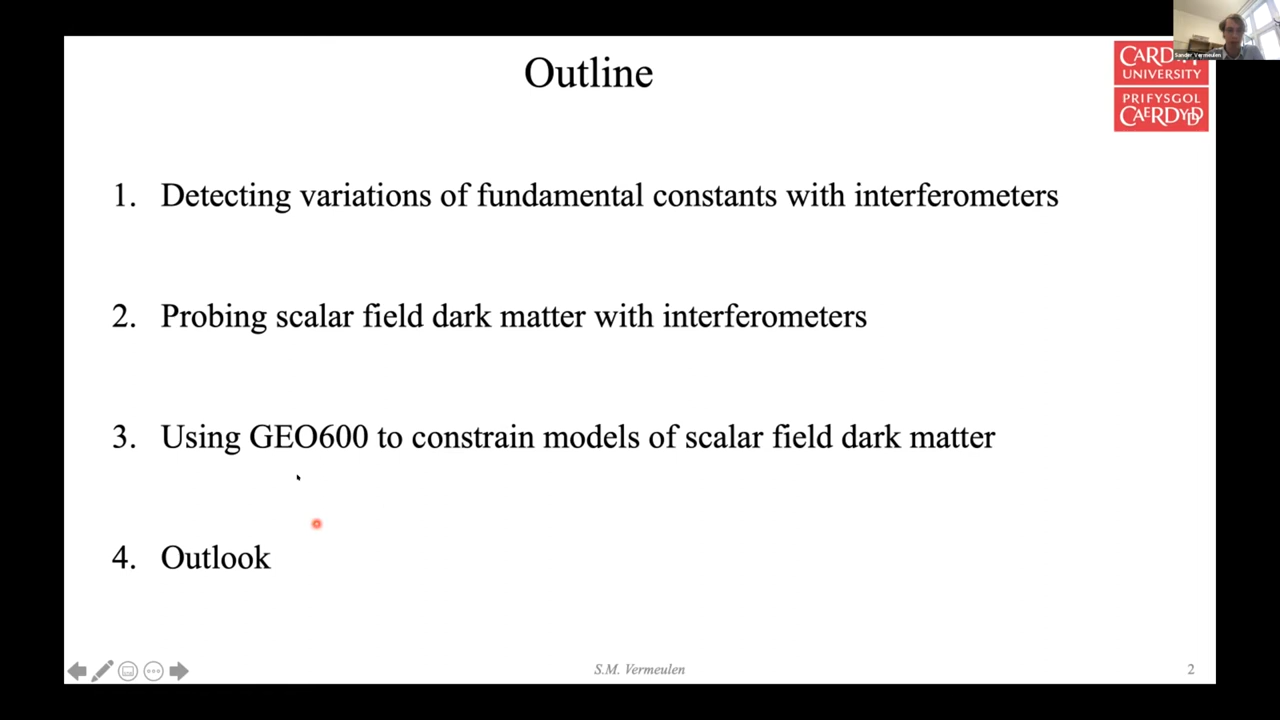 Sander Vermeulen
Outline
CARDIFF
UNIVERSITY
PRIFYSGOL
CAERDYDD
1. Detecting variations of fundamental constants with interferometers
2. Probing scalar field dark matter with interferometers
3. Using GEO600 to constrain models of scalar field dark matter
4. Outlook
S.M. Vermeulen
2